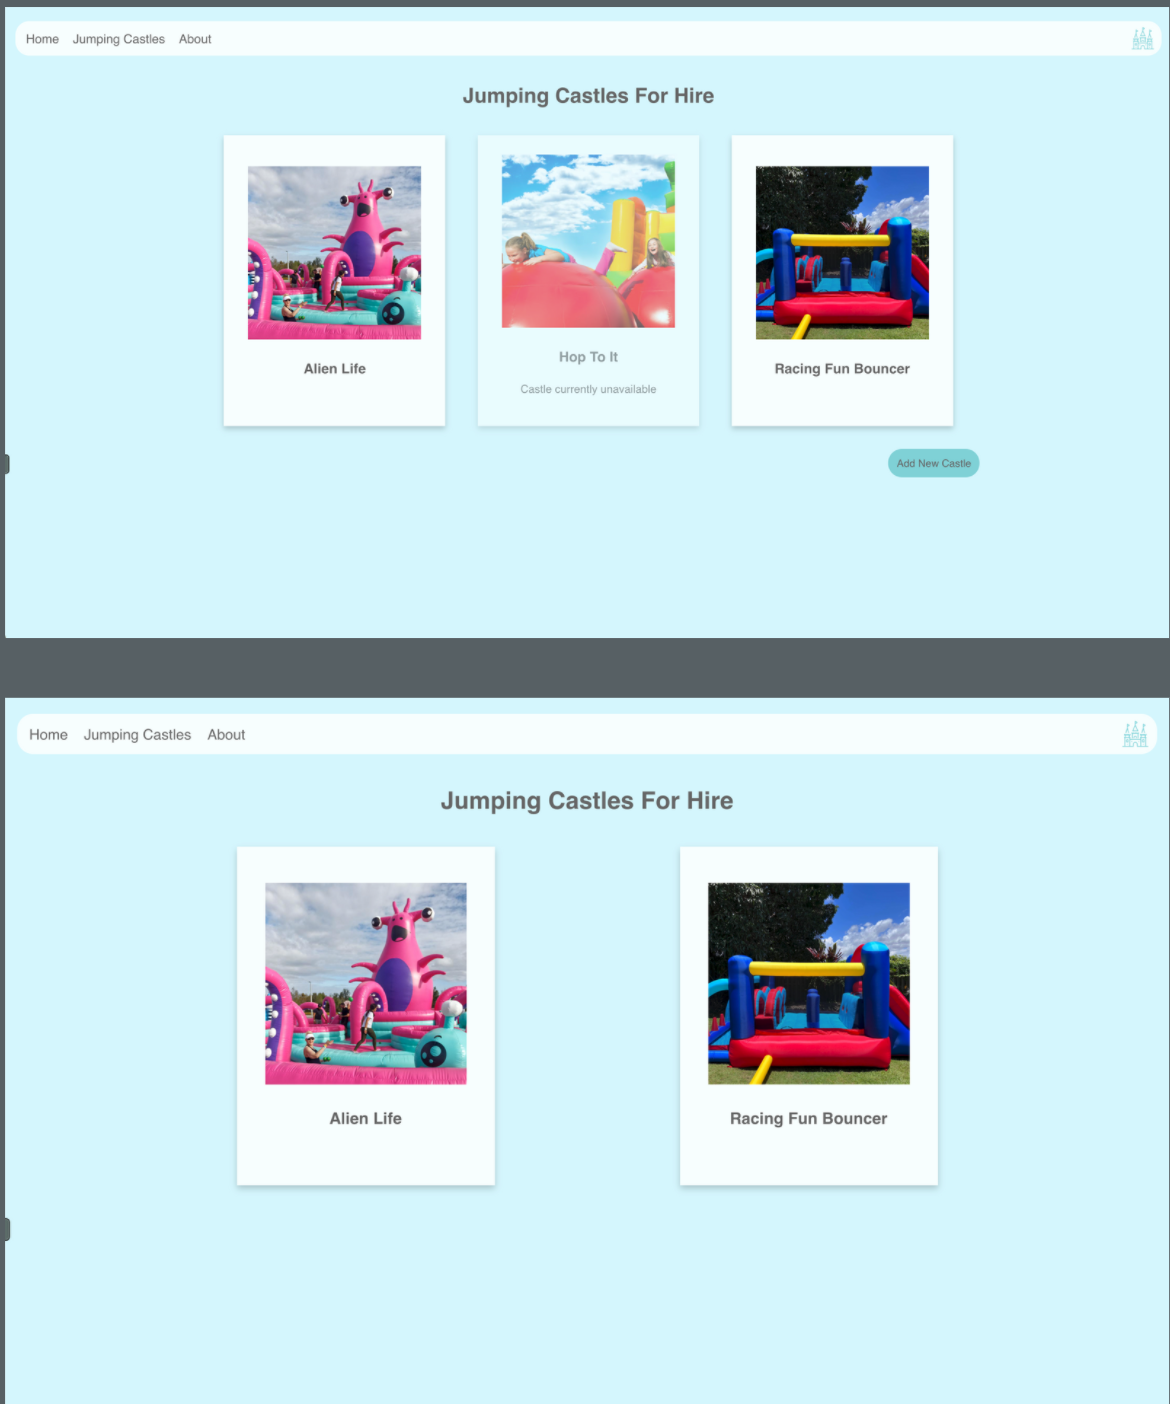 Home Jumping Castles About
Jumping Castles For Hire
Alien Life
Hop To It
Castle currently unavailable
Racing Fun Bouncer
Add New Castle
Home Jumping Castles About
Jumping Castles For Hire
Alien Life
Racing Fun Bouncer